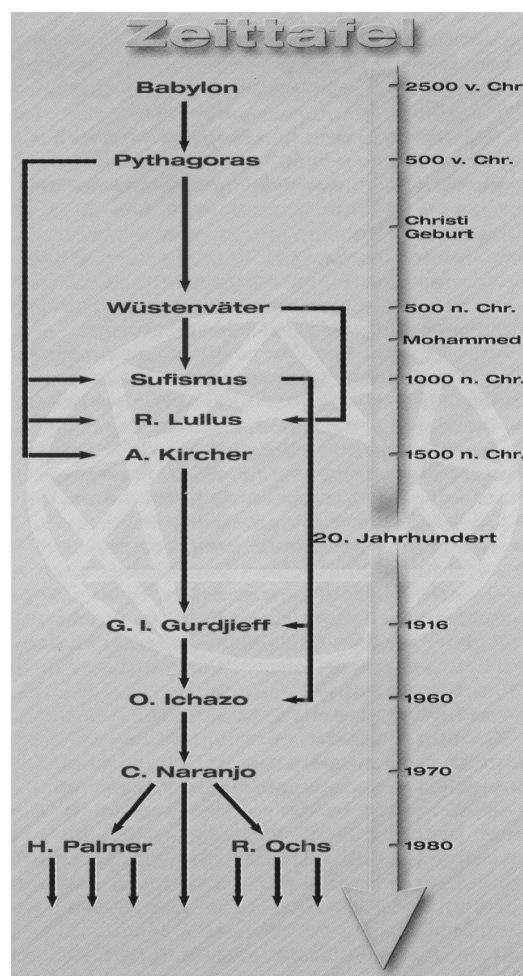 Zeittafel
Babylon
2500 v. Chr
Pythagoras
500 v. Chr.
Christi
Geburt
Wüstenväter
500 n. Chr.
Mohammed
Sufismus
1000 n. Chr.
R. Lullus
A. Kircher
1500 n. Chr.
20. Jahrhundert
G. I. Gurdjieff
1916
O. Ichazo
1960
C. Naranjo
1970
H. Palmer
R. Ochs
1980